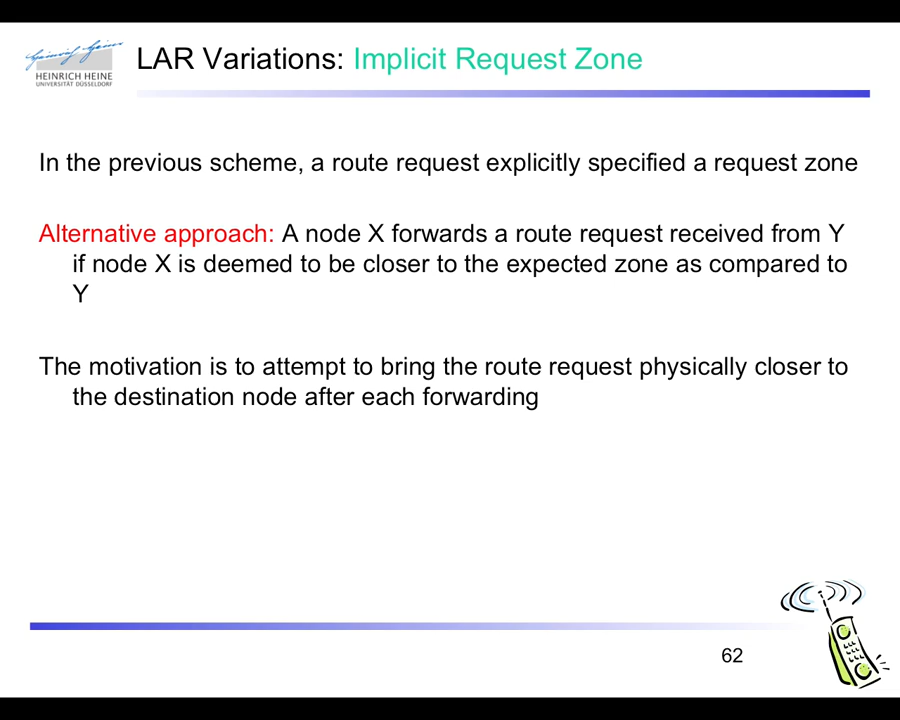 Heinrich Heine
HEINRICH HEINE
UNIVERSITÄT DÜSSELDORF
LAR Variations: Implicit Request Zone
In the previous scheme, a route request explicitly specified a request zone
Alternative approach: A node X forwards a route request received from Y
if node X is deemed to be closer to the expected zone as compared to
Y
The motivation is to attempt to bring the route request physically closer to
the destination node after each forwarding
62